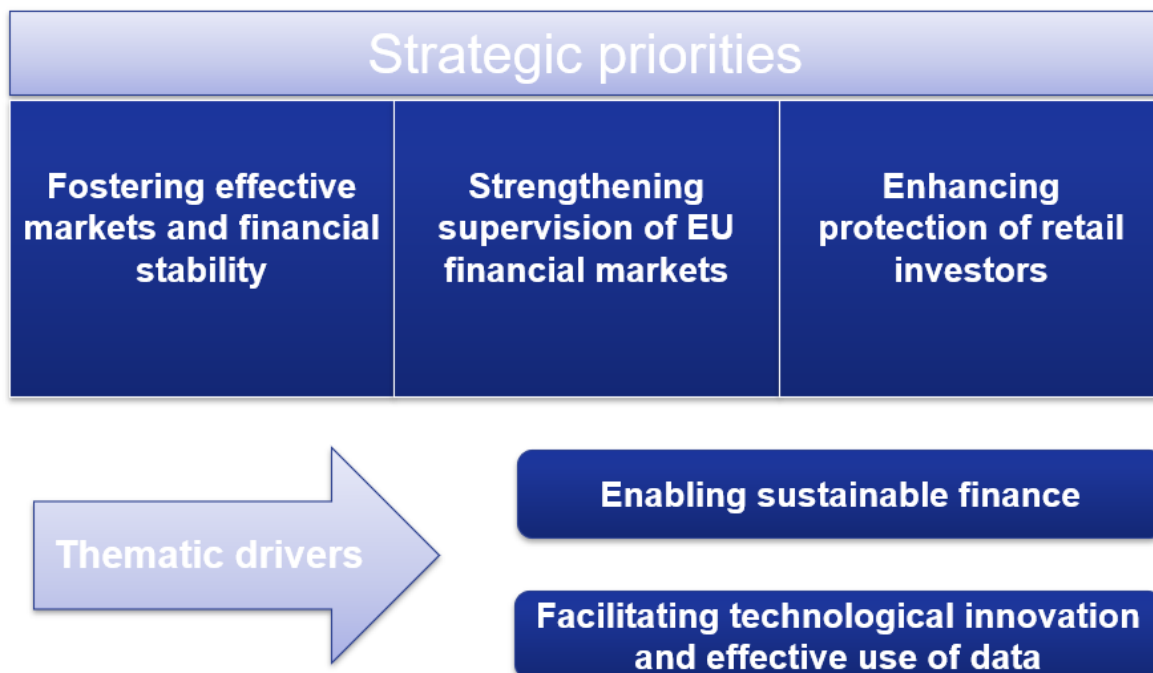 Strategic priorities
Fostering effective
markets and financial
stability
Strengthening
supervision of EU
financial markets
Enhancing
protection of retail
investors
Thematic drivers
Enabling sustainable finance
Facilitating technological innovation
and effective use of data